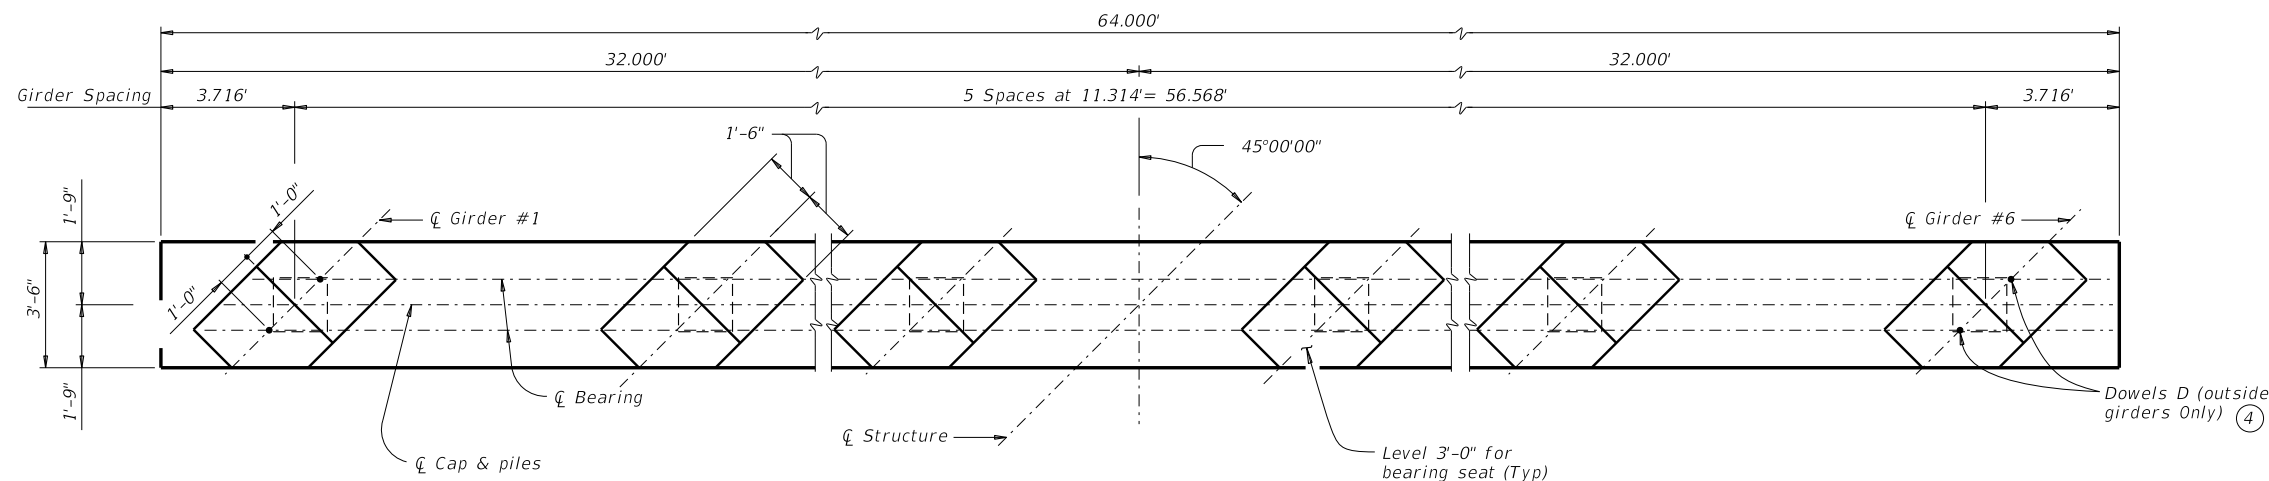 64.000'
32.000'
32.000'
Girder Spacing
3.716'
5 Spaces at 11.314'= 56.568'
3.716'
1'-6"
45°00'00"
1'-9"
1'-0"
℄ Girder #1
℄ Girder #6
3'-6"
1'-0"
1'-9"
℄ Bearing
Dowels D (outside
girders Only) 4
℄ Structure
℄ Cap & piles
Level 3'-0" for
bearing seat (Typ)